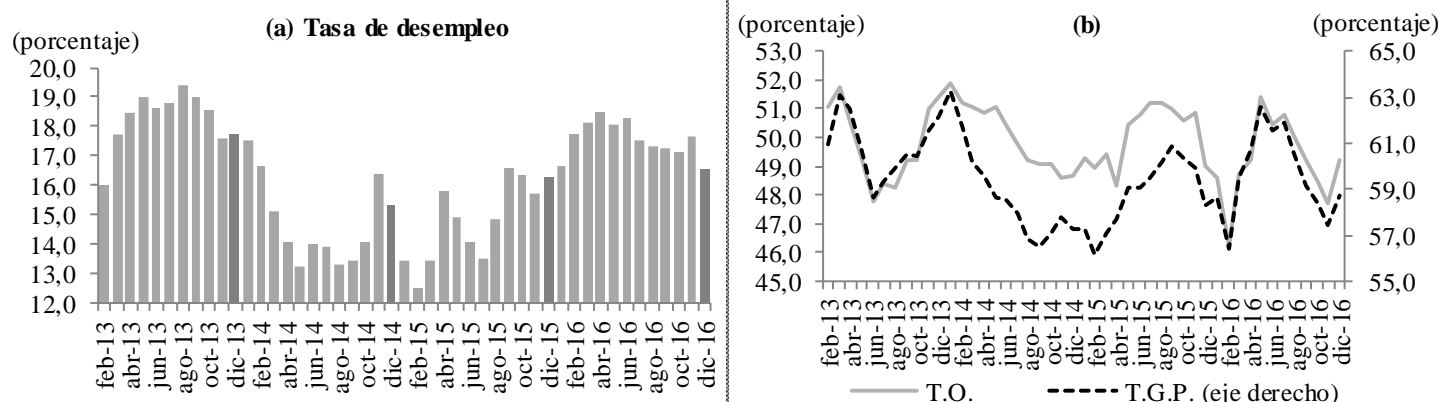 (a) Tasa de desempleo
(porcentaje)
20,0
19,0
18,0
17,0
16,0
15,0
14,0
13,0
12,0
feb-13
abr-13
jun-13
ago-13
oct-13
dic-13
feb-14
abr-14
jun-14
ago-14
oct-14
dic-14
feb-15
abr-15
jun-15
ago-15
oct-15
dic-15
feb-16
abr-16
jun-16
ago-16
oct-16
dic-16
(b)
(porcentaje)
(porcentaje)
53,0
52,0
51,0
50,0
49,0
48,0
47,0
46,0
45,0
65,0
63,0
61,0
59,0
57,0
55,0
feb-13
abr-13
jun-13
ago-13
oct-13
dic-13
feb-14
abr-14
jun-14
ago-14
oct-14
dic-14
feb-15
abr-15
jun-15
ago-15
oct-15
dic-15
feb-16
abr-16
jun-16
ago-16
oct-16
dic-16
T.O.
T.G.P. (eje derecho)